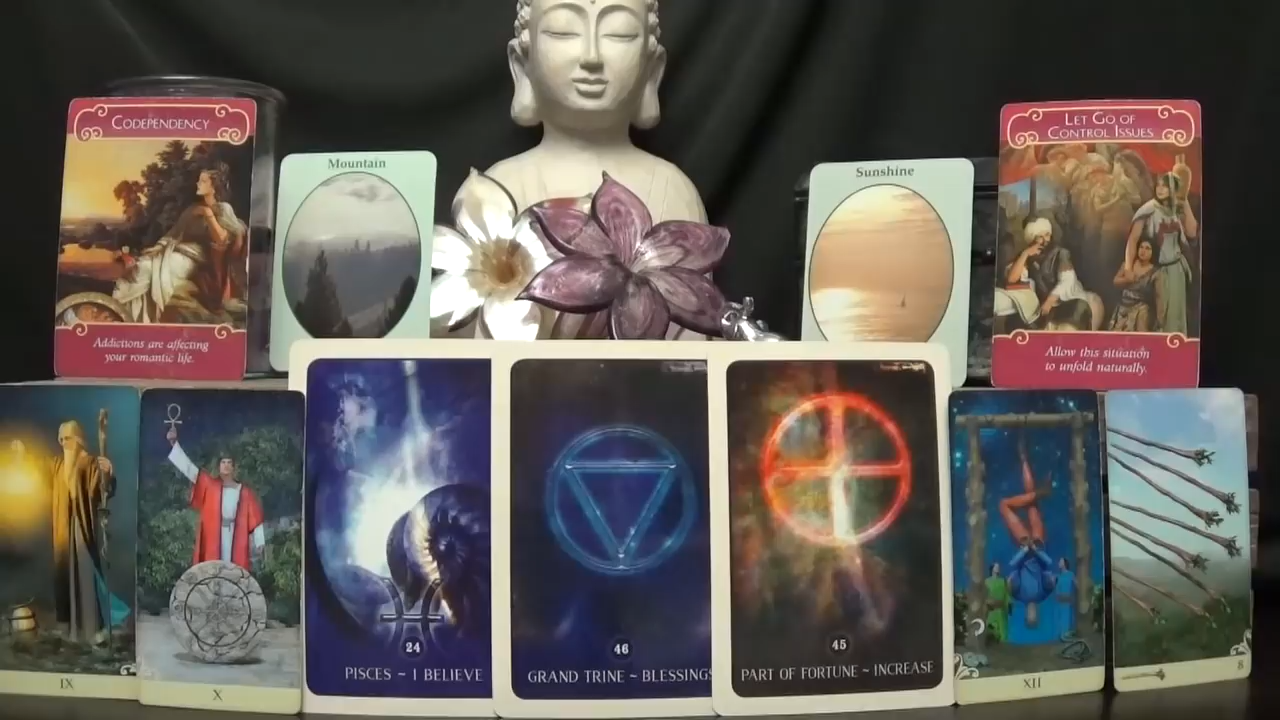 CODEPENDENCY
Addictions are affecting
your romantic life.
Mountain
Sunshine
LET GO OF
CONTROL ISSUES
Allow this situation
to unfold naturally.
IX
X
24
PISCES ~ I BELIEVE
46
GRAND TRINE ~ BLESSINGS
45
PART OF FORTUNE ~ INCREASE
XII
8